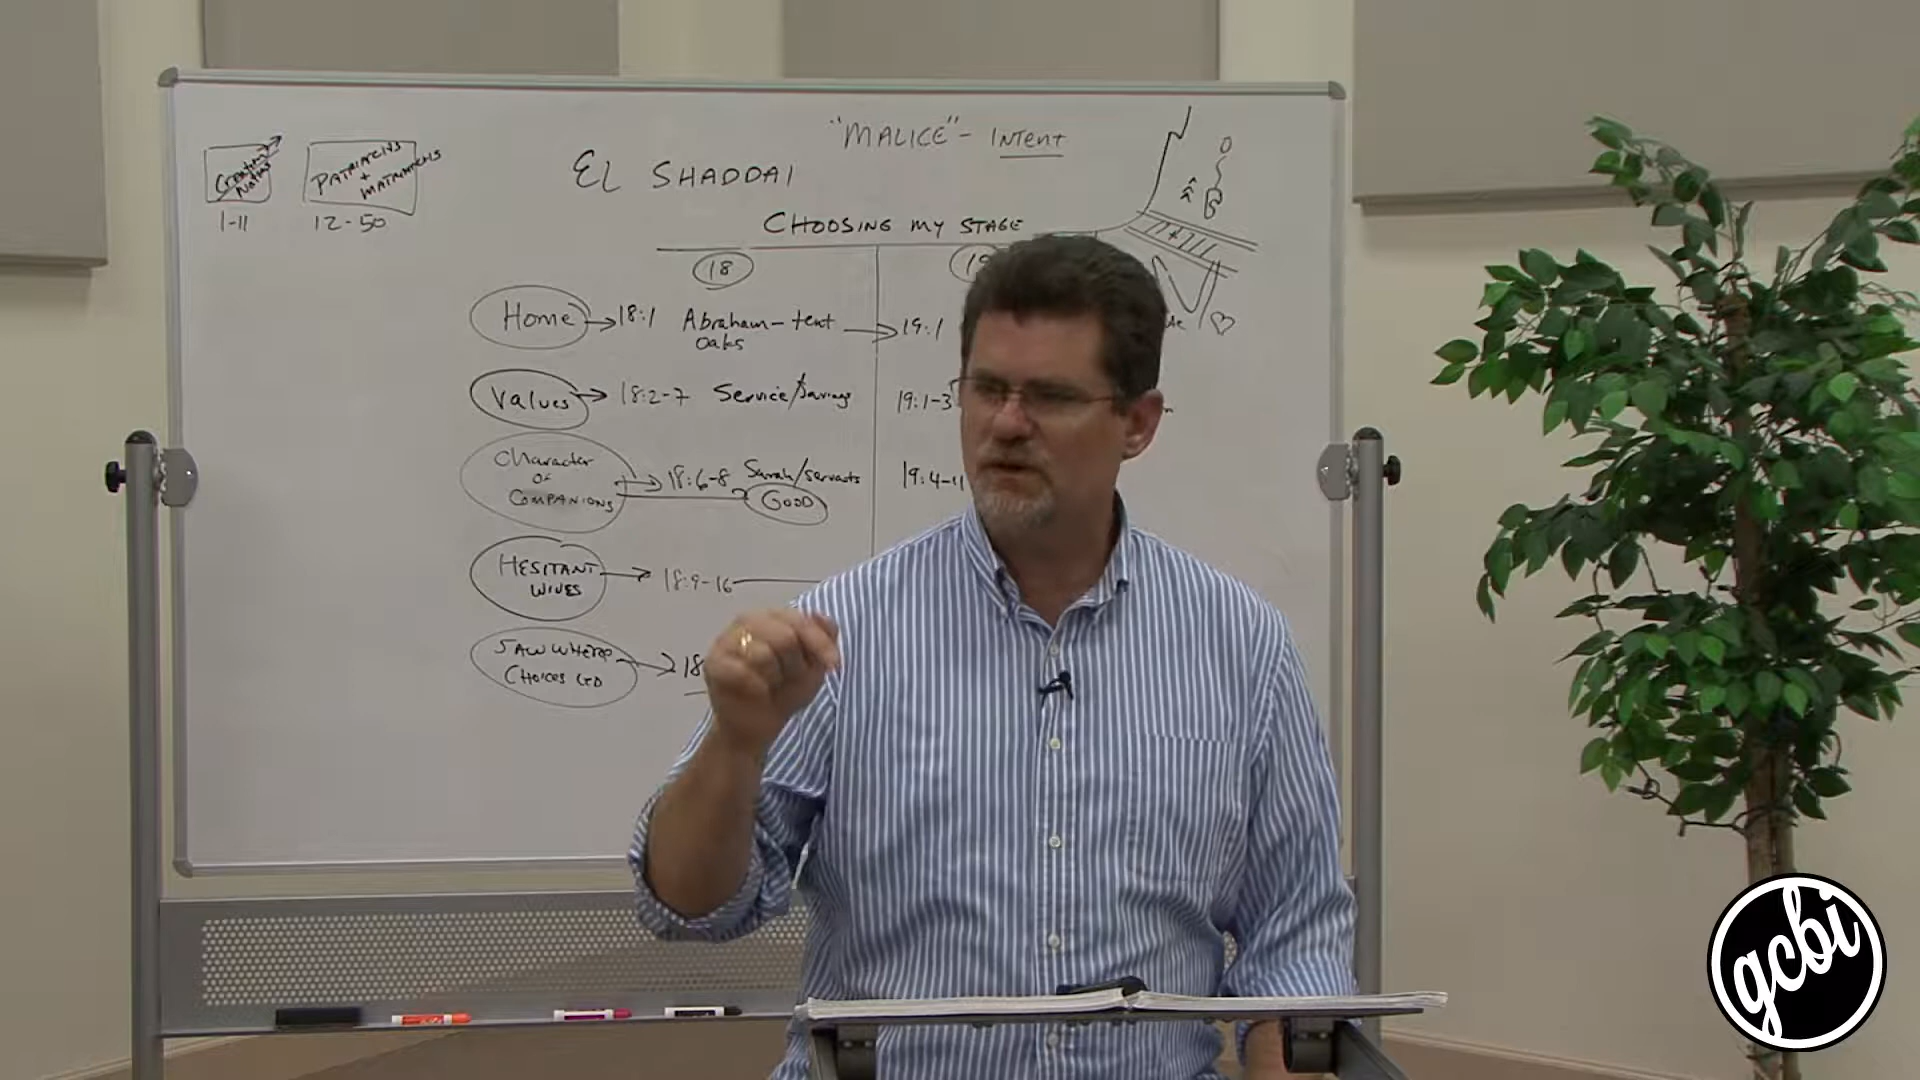 "MALICE" - INTENT
EL SHADDAI
Creation
Nations
1-11
PATRIARCHS
+
MATRIARCHS
12-50
CHOOSING MY STAGE
18
19
Home → 18:1 Abraham - tent → 19:1
Oaks
Values → 18:2-7 Service/Savings 19:1-3
Character
OF
COMPANIONS → 18:6-8 Sarah/servants 19:4-11
GOOD
HESITANT
WIVES → 18:9-16
SAW WHERE
CHOICES LED → 18
gcbi